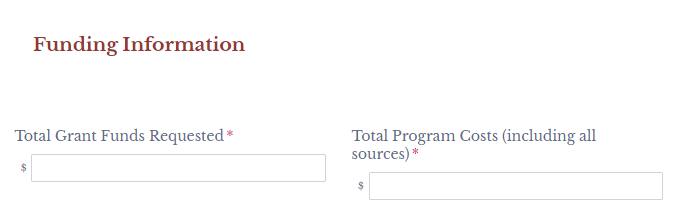 Funding Information
Total Grant Funds Requested *
$
Total Program Costs (including all
sources) *
$